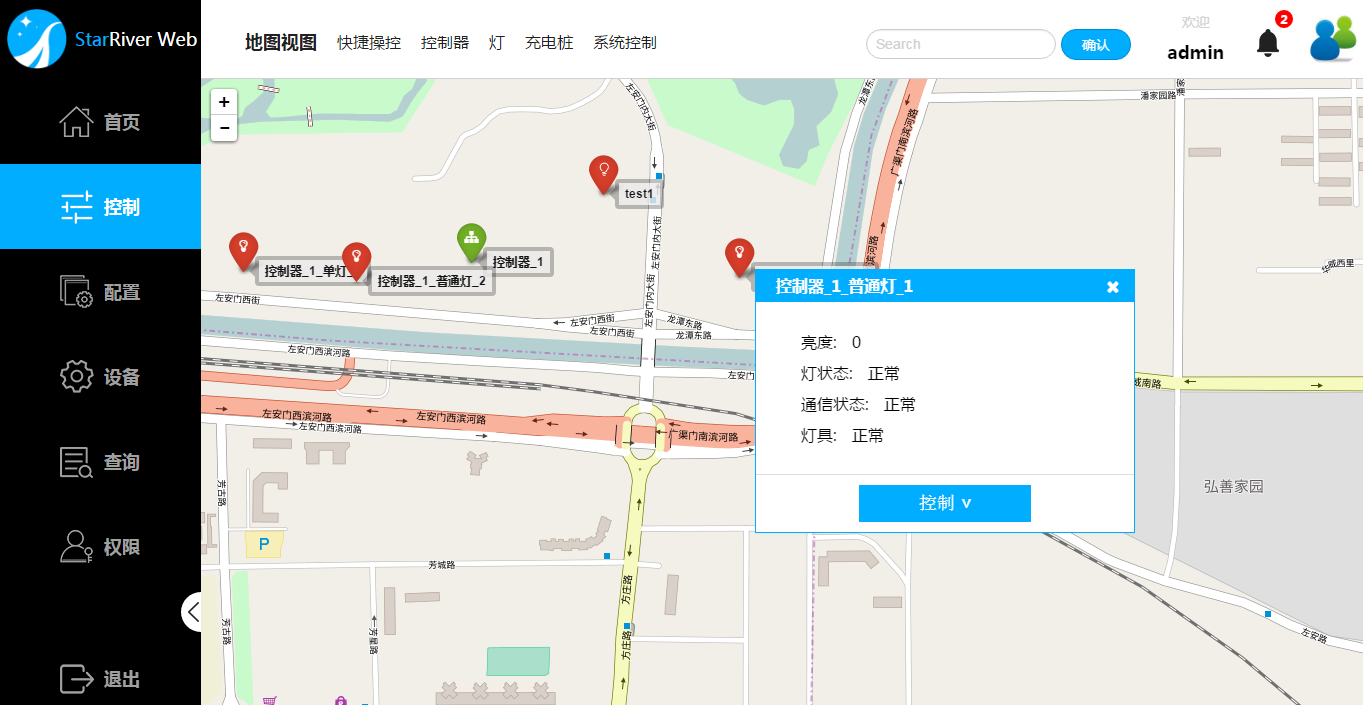 StarRiver Web
地图视图 快捷操控 控制器 灯 充电桩 系统控制
Search
确认
欢迎
admin
2
首页
控制
配置
设备
查询
权限
退出
+
−
左安门内大街
龙潭东
广渠门南滨河路
潘家园路
test1
左安门内大街
滨河路
华威西里
控制器_1
控制器_1_单灯_
控制器_1_普通灯_2
左安门西街
左安门内大街
左安门西街
左安门西街
龙潭东路
龙潭东路
左安门西滨河路
左安门
控制器_1_普通灯_1
亮度: 0
灯状态: 正常
通信状态: 正常
灯具: 正常
控制 ∨
威南路
左安门西滨河路
左安门西滨河路
左安门西滨河路
广渠门南滨河路
弘善家园
芳古路
P
芳城路
方庄路
方庄路
芳古路
芳星路
左安路